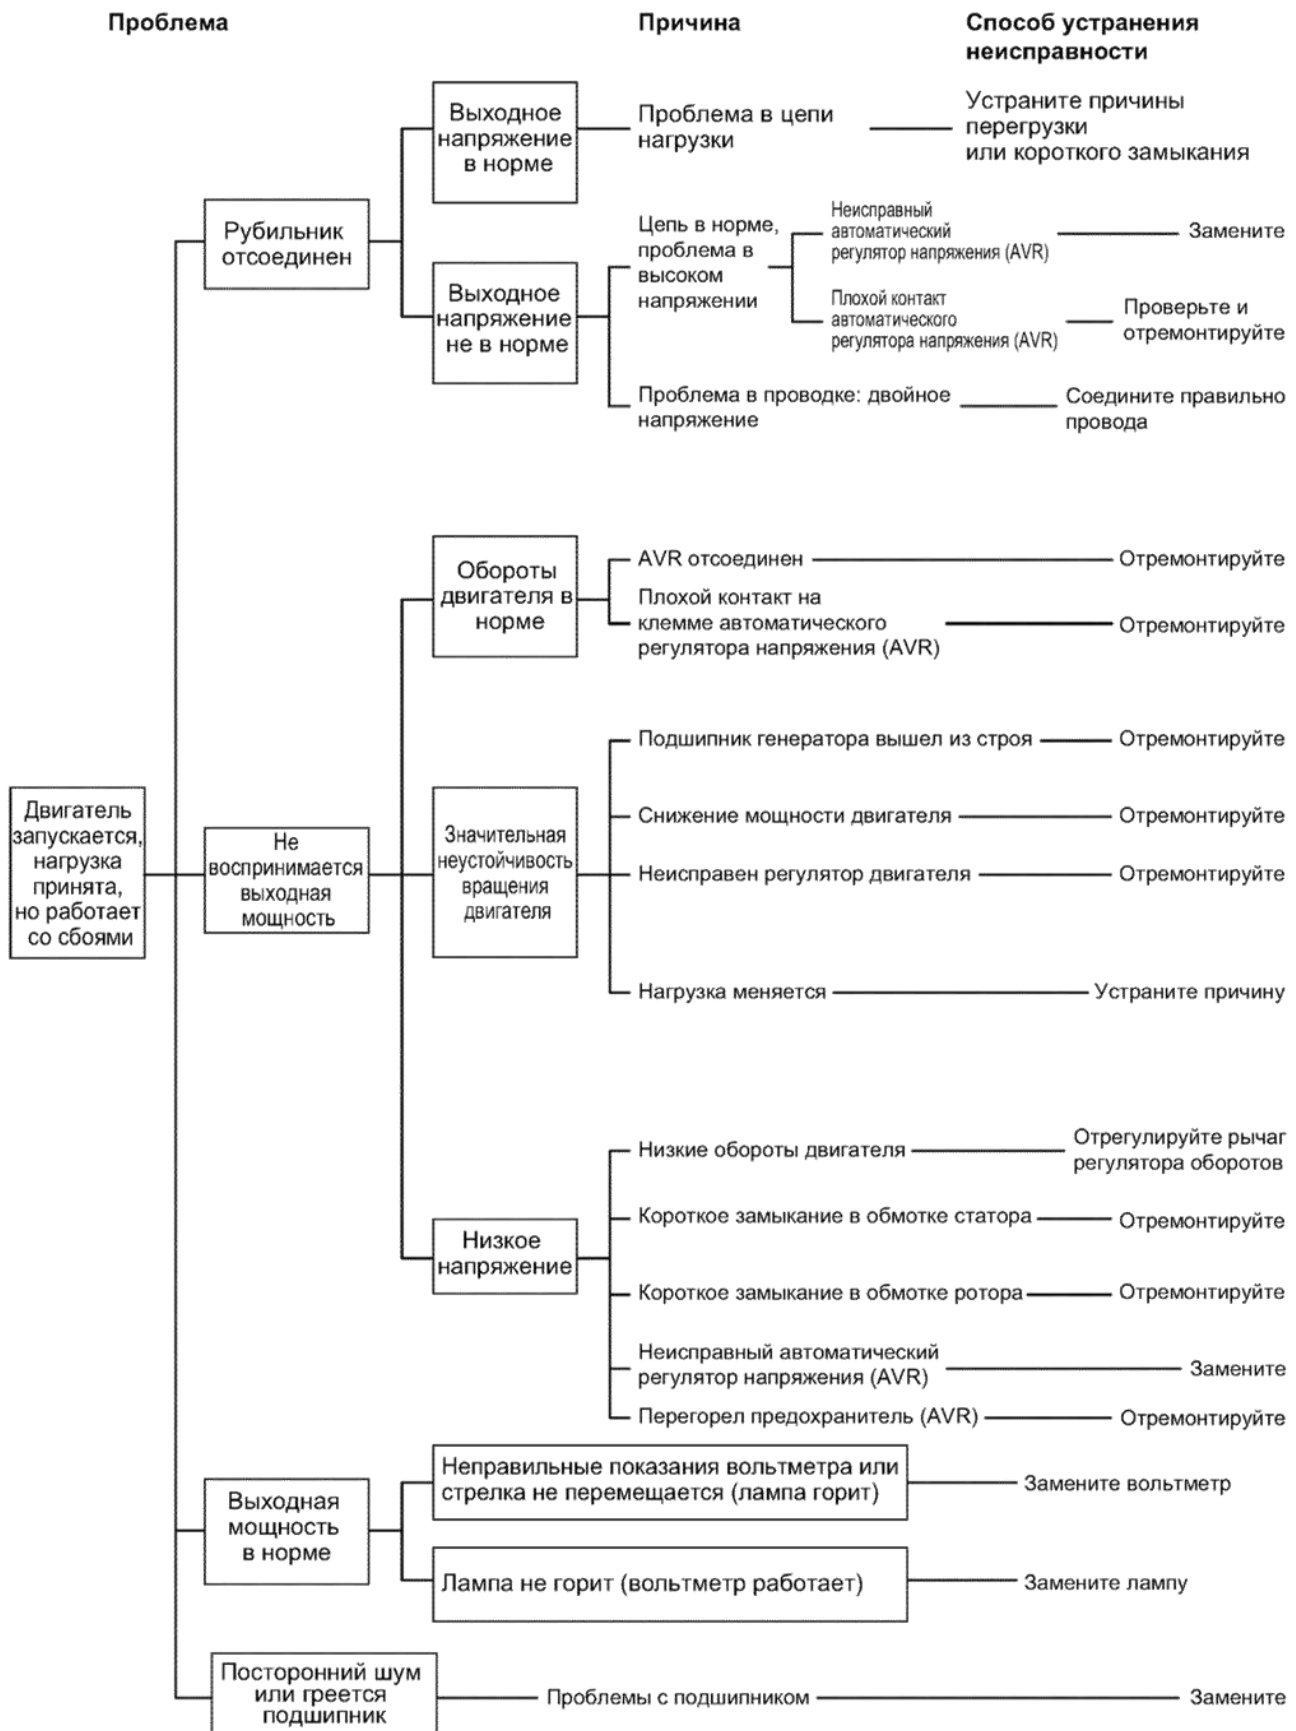 Проблема
Причина
Способ устранения
неисправности
Двигатель
запускается,
нагрузка
принята,
но работает
со сбоями
Рубильник
отсоединен
Выходное
напряжение
в норме
Проблема в цепи
нагрузки
Устраните причины
перегрузки
или короткого замыкания
Выходное
напряжение
не в норме
Цепь в норме,
проблема в
высоком
напряжении
Неисправный
автоматический
регулятор напряжения (AVR)
Замените
Плохой контакт
автоматического
регулятора напряжения (AVR)
Проверьте и
отремонтируйте
Проблема в проводке: двойное
напряжение
Соедините правильно
провода
Не
воспринимается
выходная
мощность
Обороты
двигателя в
норме
AVR отсоединен
Отремонтируйте
Плохой контакт на
клемме автоматического
регулятора напряжения (AVR)
Отремонтируйте
Значительная
неустойчивость
вращения
двигателя
Подшипник генератора вышел из строя
Отремонтируйте
Снижение мощности двигателя
Отремонтируйте
Неисправен регулятор двигателя
Отремонтируйте
Нагрузка меняется
Устраните причину
Низкое
напряжение
Низкие обороты двигателя
Отрегулируйте рычаг
регулятора оборотов
Короткое замыкание в обмотке статора
Отремонтируйте
Короткое замыкание в обмотке ротора
Отремонтируйте
Неисправный автоматический
регулятор напряжения (AVR)
Замените
Перегорел предохранитель (AVR)
Отремонтируйте
Выходная
мощность
в норме
Неправильные показания вольтметра или
стрелка не перемещается (лампа горит)
Замените вольтметр
Лампа не горит (вольтметр работает)
Замените лампу
Посторонний шум
или греется
подшипник
Проблемы с подшипником
Замените